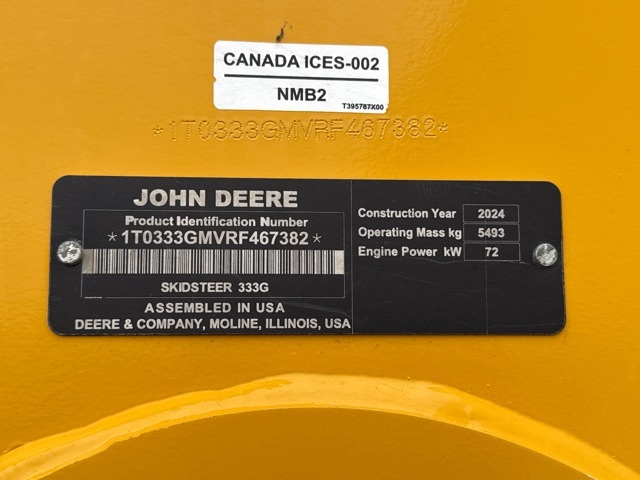 CANADA ICES-002
NMB2
T395767X00
*1T0333GMVRF467382*
JOHN DEERE
Product Identification Number
*1T0333GMVRF467382*
SKIDSTEER 333G
ASSEMBLED IN USA
DEERE & COMPANY, MOLINE, ILLINOIS, USA
Construction Year 2024
Operating Mass kg 5493
Engine Power kW 72